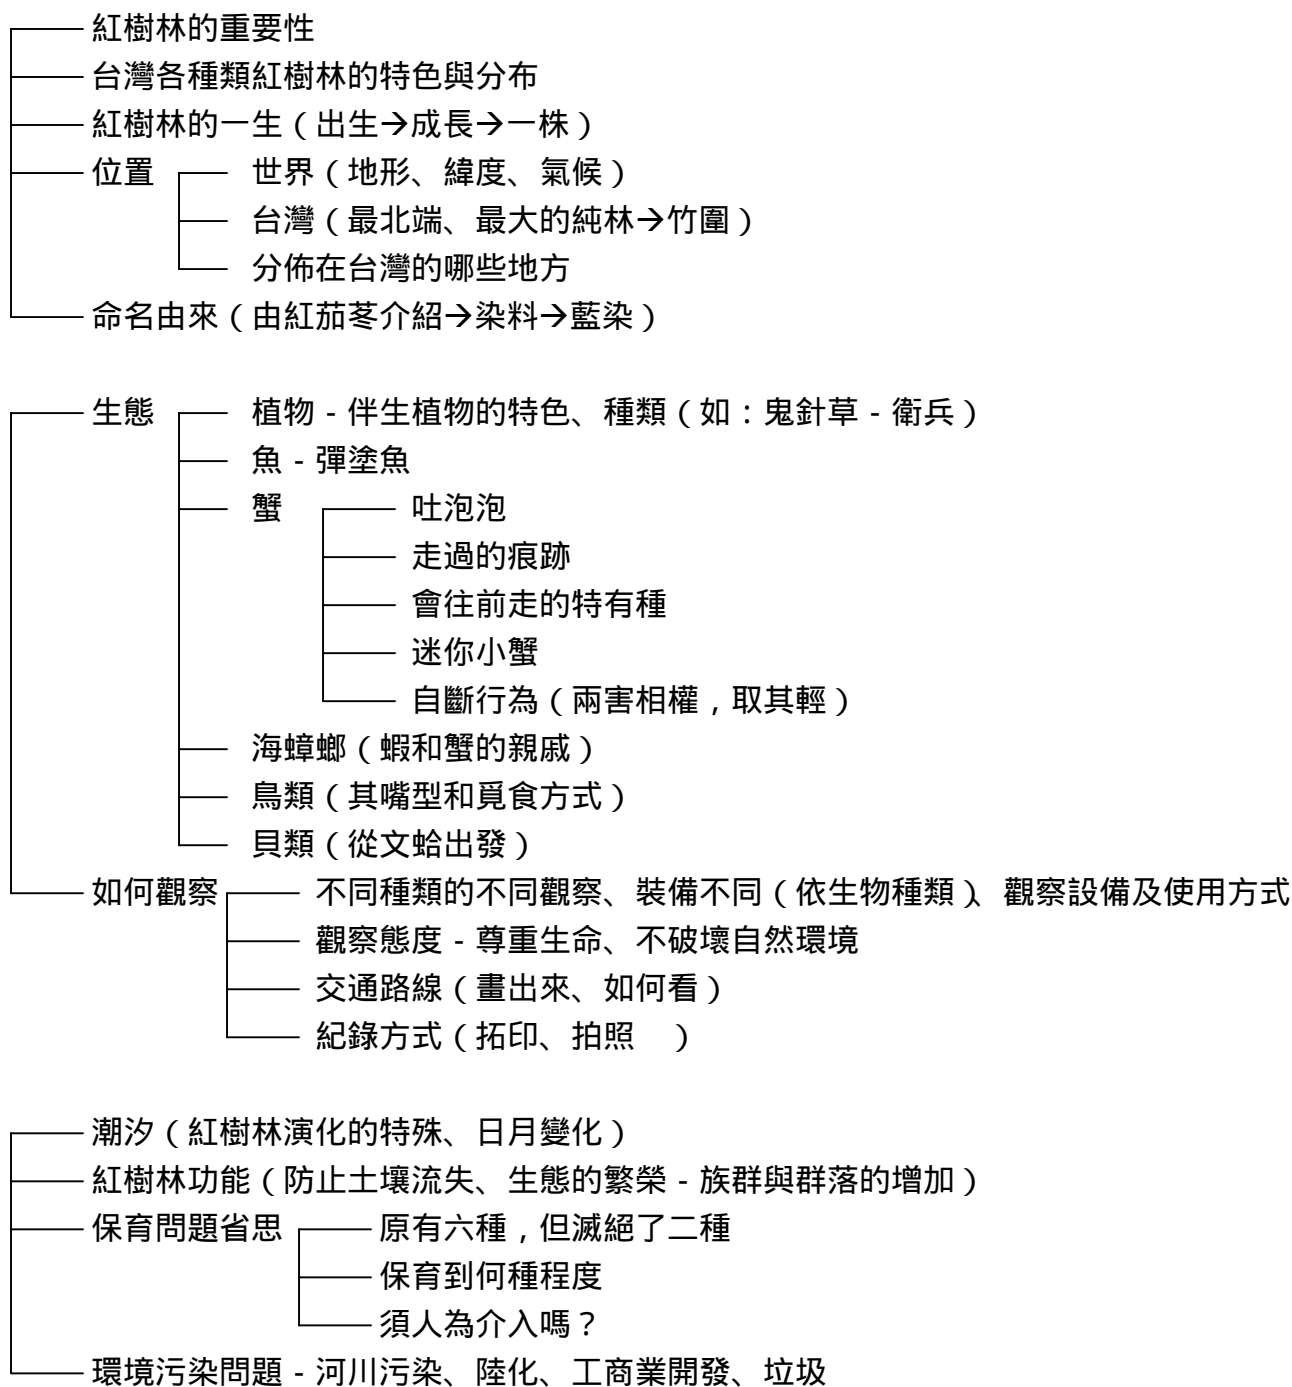 紅樹林的重要性
台灣各種類紅樹林的特色與分布
紅樹林的一生（出生→成長→一株）
位置 世界（地形、緯度、氣候）
台灣（最北端、最大的純林→竹圍）
分佈在台灣的哪些地方
命名由來（由紅茄苳介紹→染料→藍染）
生態 植物－伴生植物的特色、種類（如：鬼針草－衛兵）
魚－彈塗魚
蟹 吐泡泡
走過的痕跡
會往前走的特有種
迷你小蟹
自斷行為（兩害相權，取其輕）
海蟑螂（蝦和蟹的親戚）
鳥類（其嘴型和覓食方式）
貝類（從文蛤出發）
如何觀察 不同種類的不同觀察、裝備不同（依生物種類）、觀察設備及使用方式
觀察態度－尊重生命、不破壞自然環境
交通路線（畫出來、如何看）
紀錄方式（拓印、拍照　）
潮汐（紅樹林演化的特殊、日月變化）
紅樹林功能（防止土壤流失、生態的繁榮－族群與群落的增加）
保育問題省思 原有六種，但滅絕了二種
保育到何種程度
須人為介入嗎？
環境污染問題－河川污染、陸化、工商業開發、垃圾